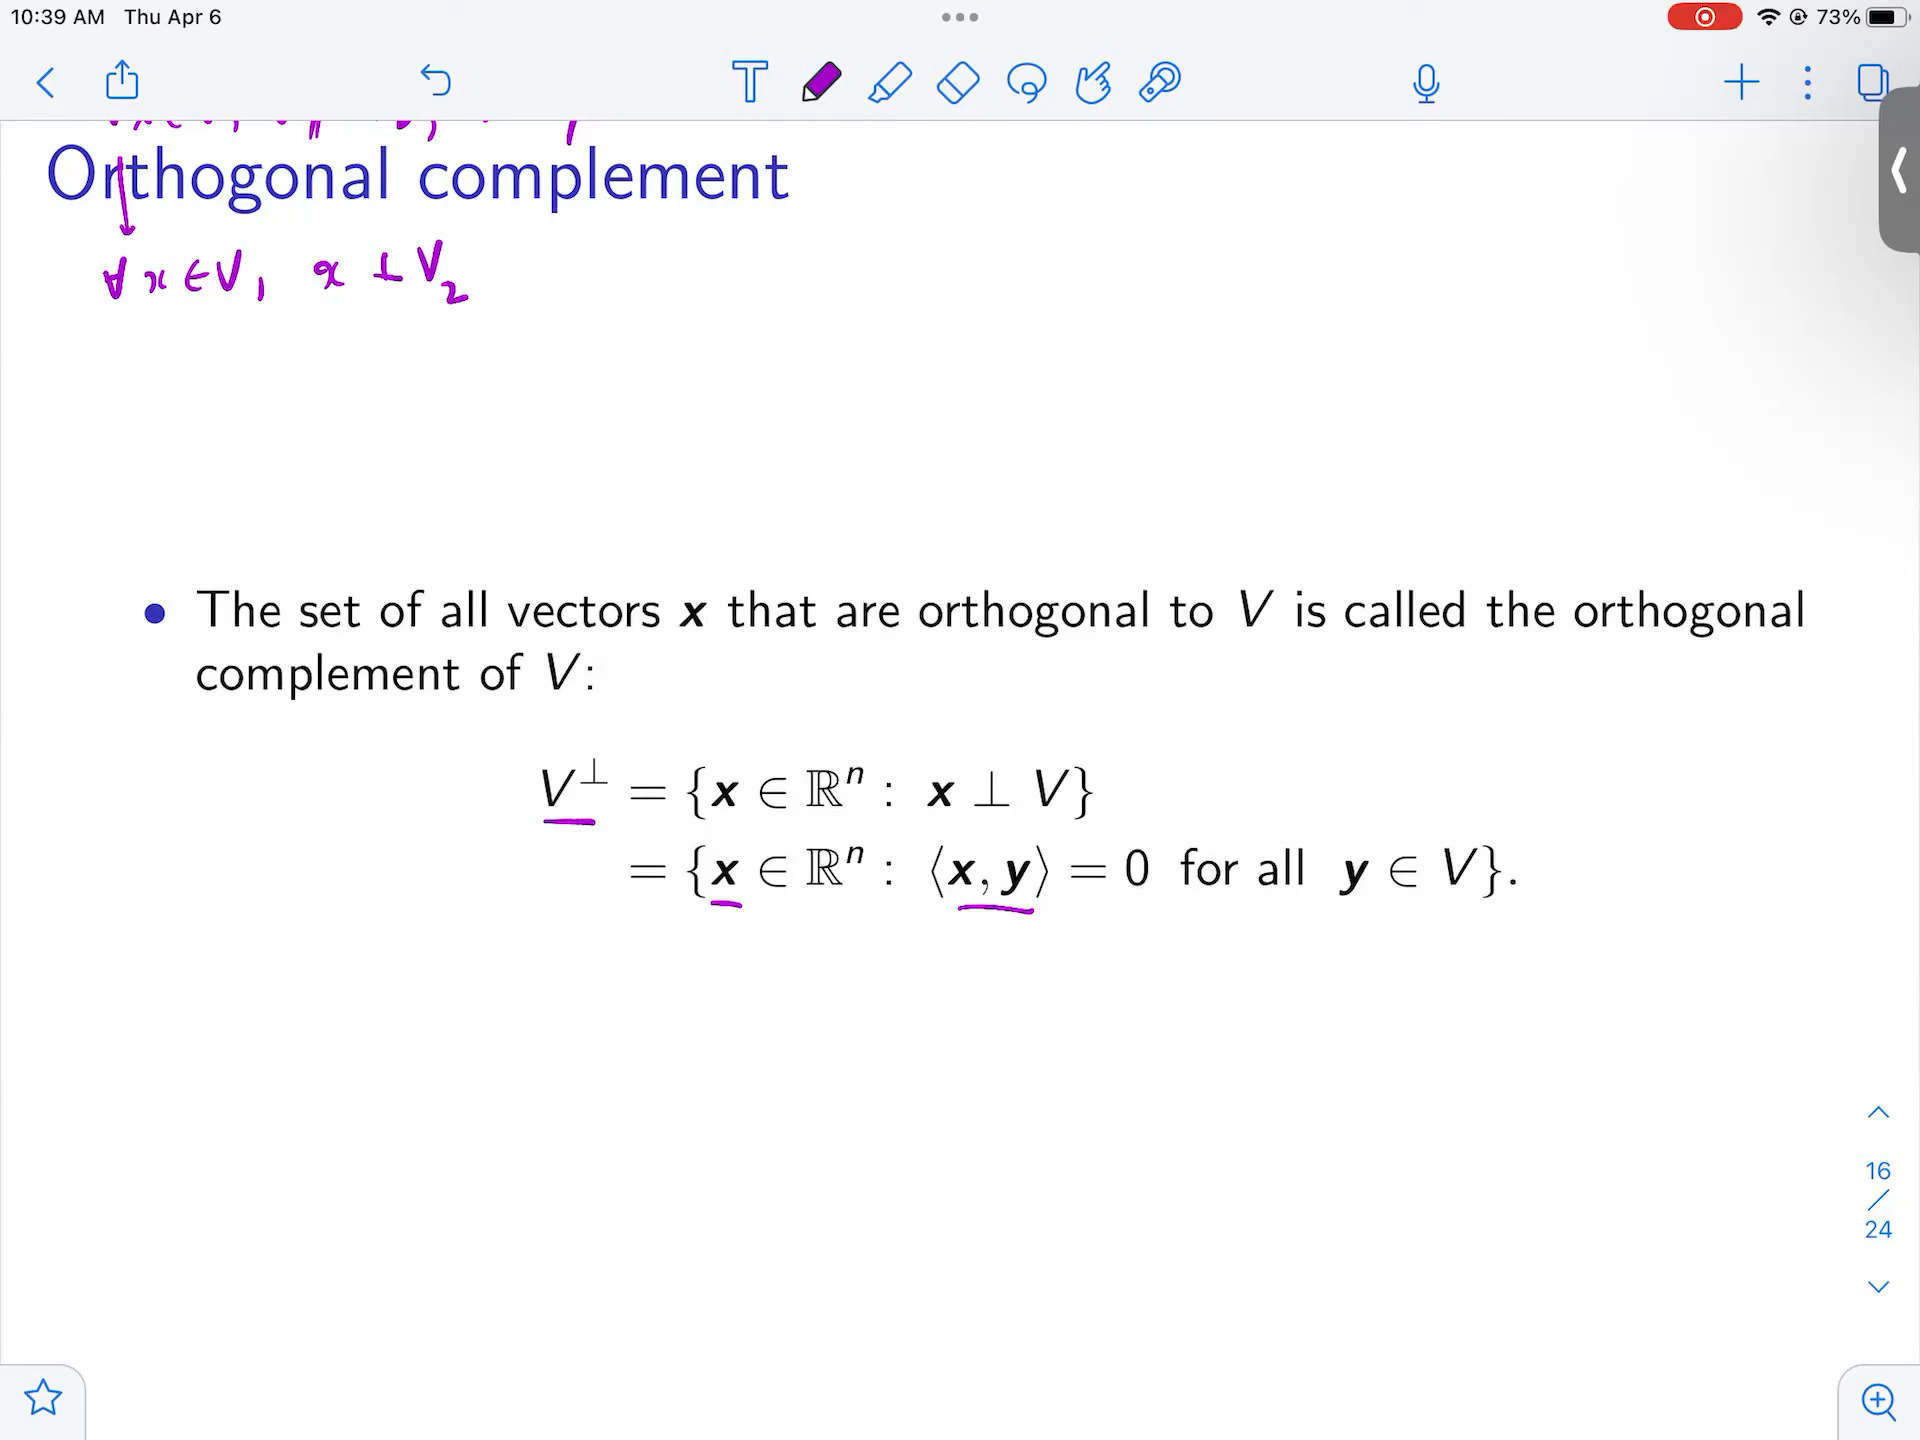 10:39 AM Thu Apr 6 73%
Orthogonal complement
∀ x ∈ V₁ x ⊥ V₂
• The set of all vectors x that are orthogonal to V is called the orthogonal
complement of V:
V⊥ = {x ∈ ℝⁿ : x ⊥ V}
= {x ∈ ℝⁿ : ⟨x, y⟩ = 0 for all y ∈ V}.
16
/
24